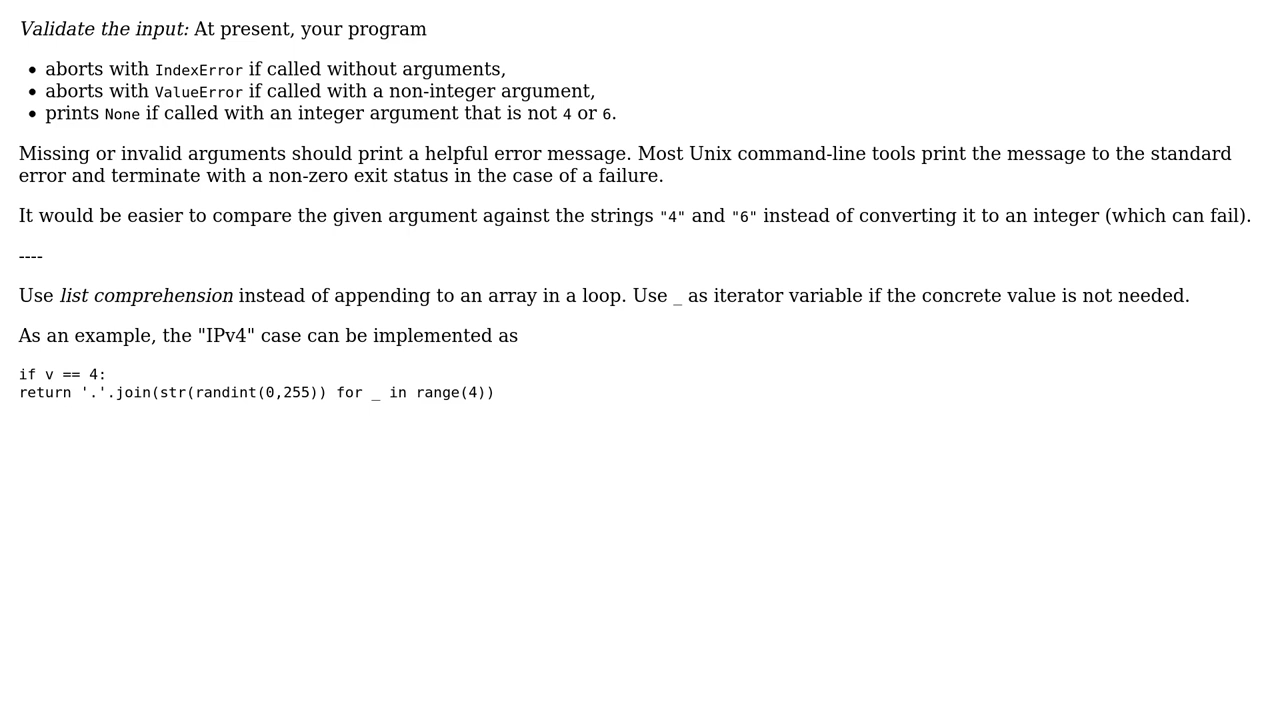 Validate the input: At present, your program
• aborts with IndexError if called without arguments,
• aborts with ValueError if called with a non-integer argument,
• prints None if called with an integer argument that is not 4 or 6.
Missing or invalid arguments should print a helpful error message. Most Unix command-line tools print the message to the standard
error and terminate with a non-zero exit status in the case of a failure.
It would be easier to compare the given argument against the strings "4" and "6" instead of converting it to an integer (which can fail).
----
Use list comprehension instead of appending to an array in a loop. Use _ as iterator variable if the concrete value is not needed.
As an example, the "IPv4" case can be implemented as
if v == 4:
return '.'.join(str(randint(0,255)) for _ in range(4))